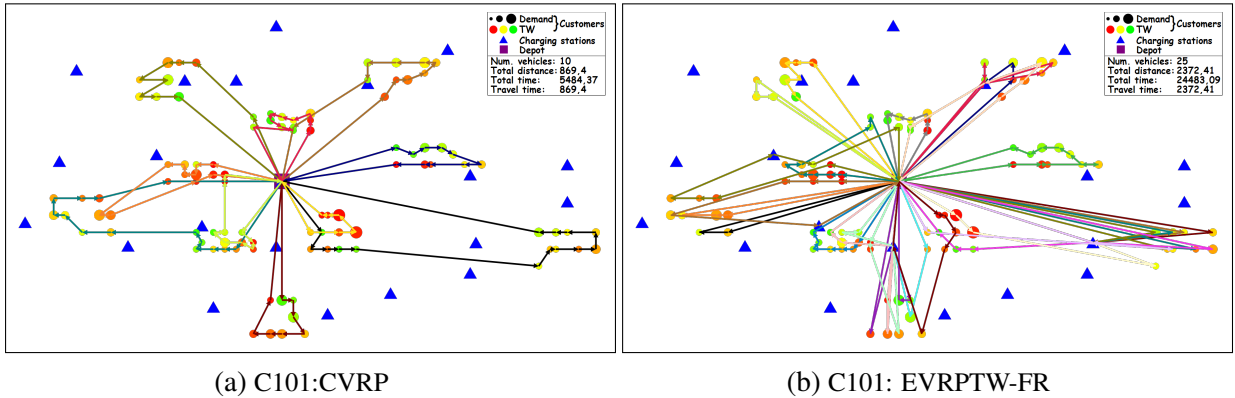 Demand
TW
} Customers
Charging stations
Depot
Num. vehicles: 10
Total distance: 869,4
Total time: 5484,37
Travel time: 869,4
Demand
TW
} Customers
Charging stations
Depot
Num. vehicles: 25
Total distance: 2372,41
Total time: 24483,09
Travel time: 2372,41
(a) C101:CVRP
(b) C101: EVRPTW-FR